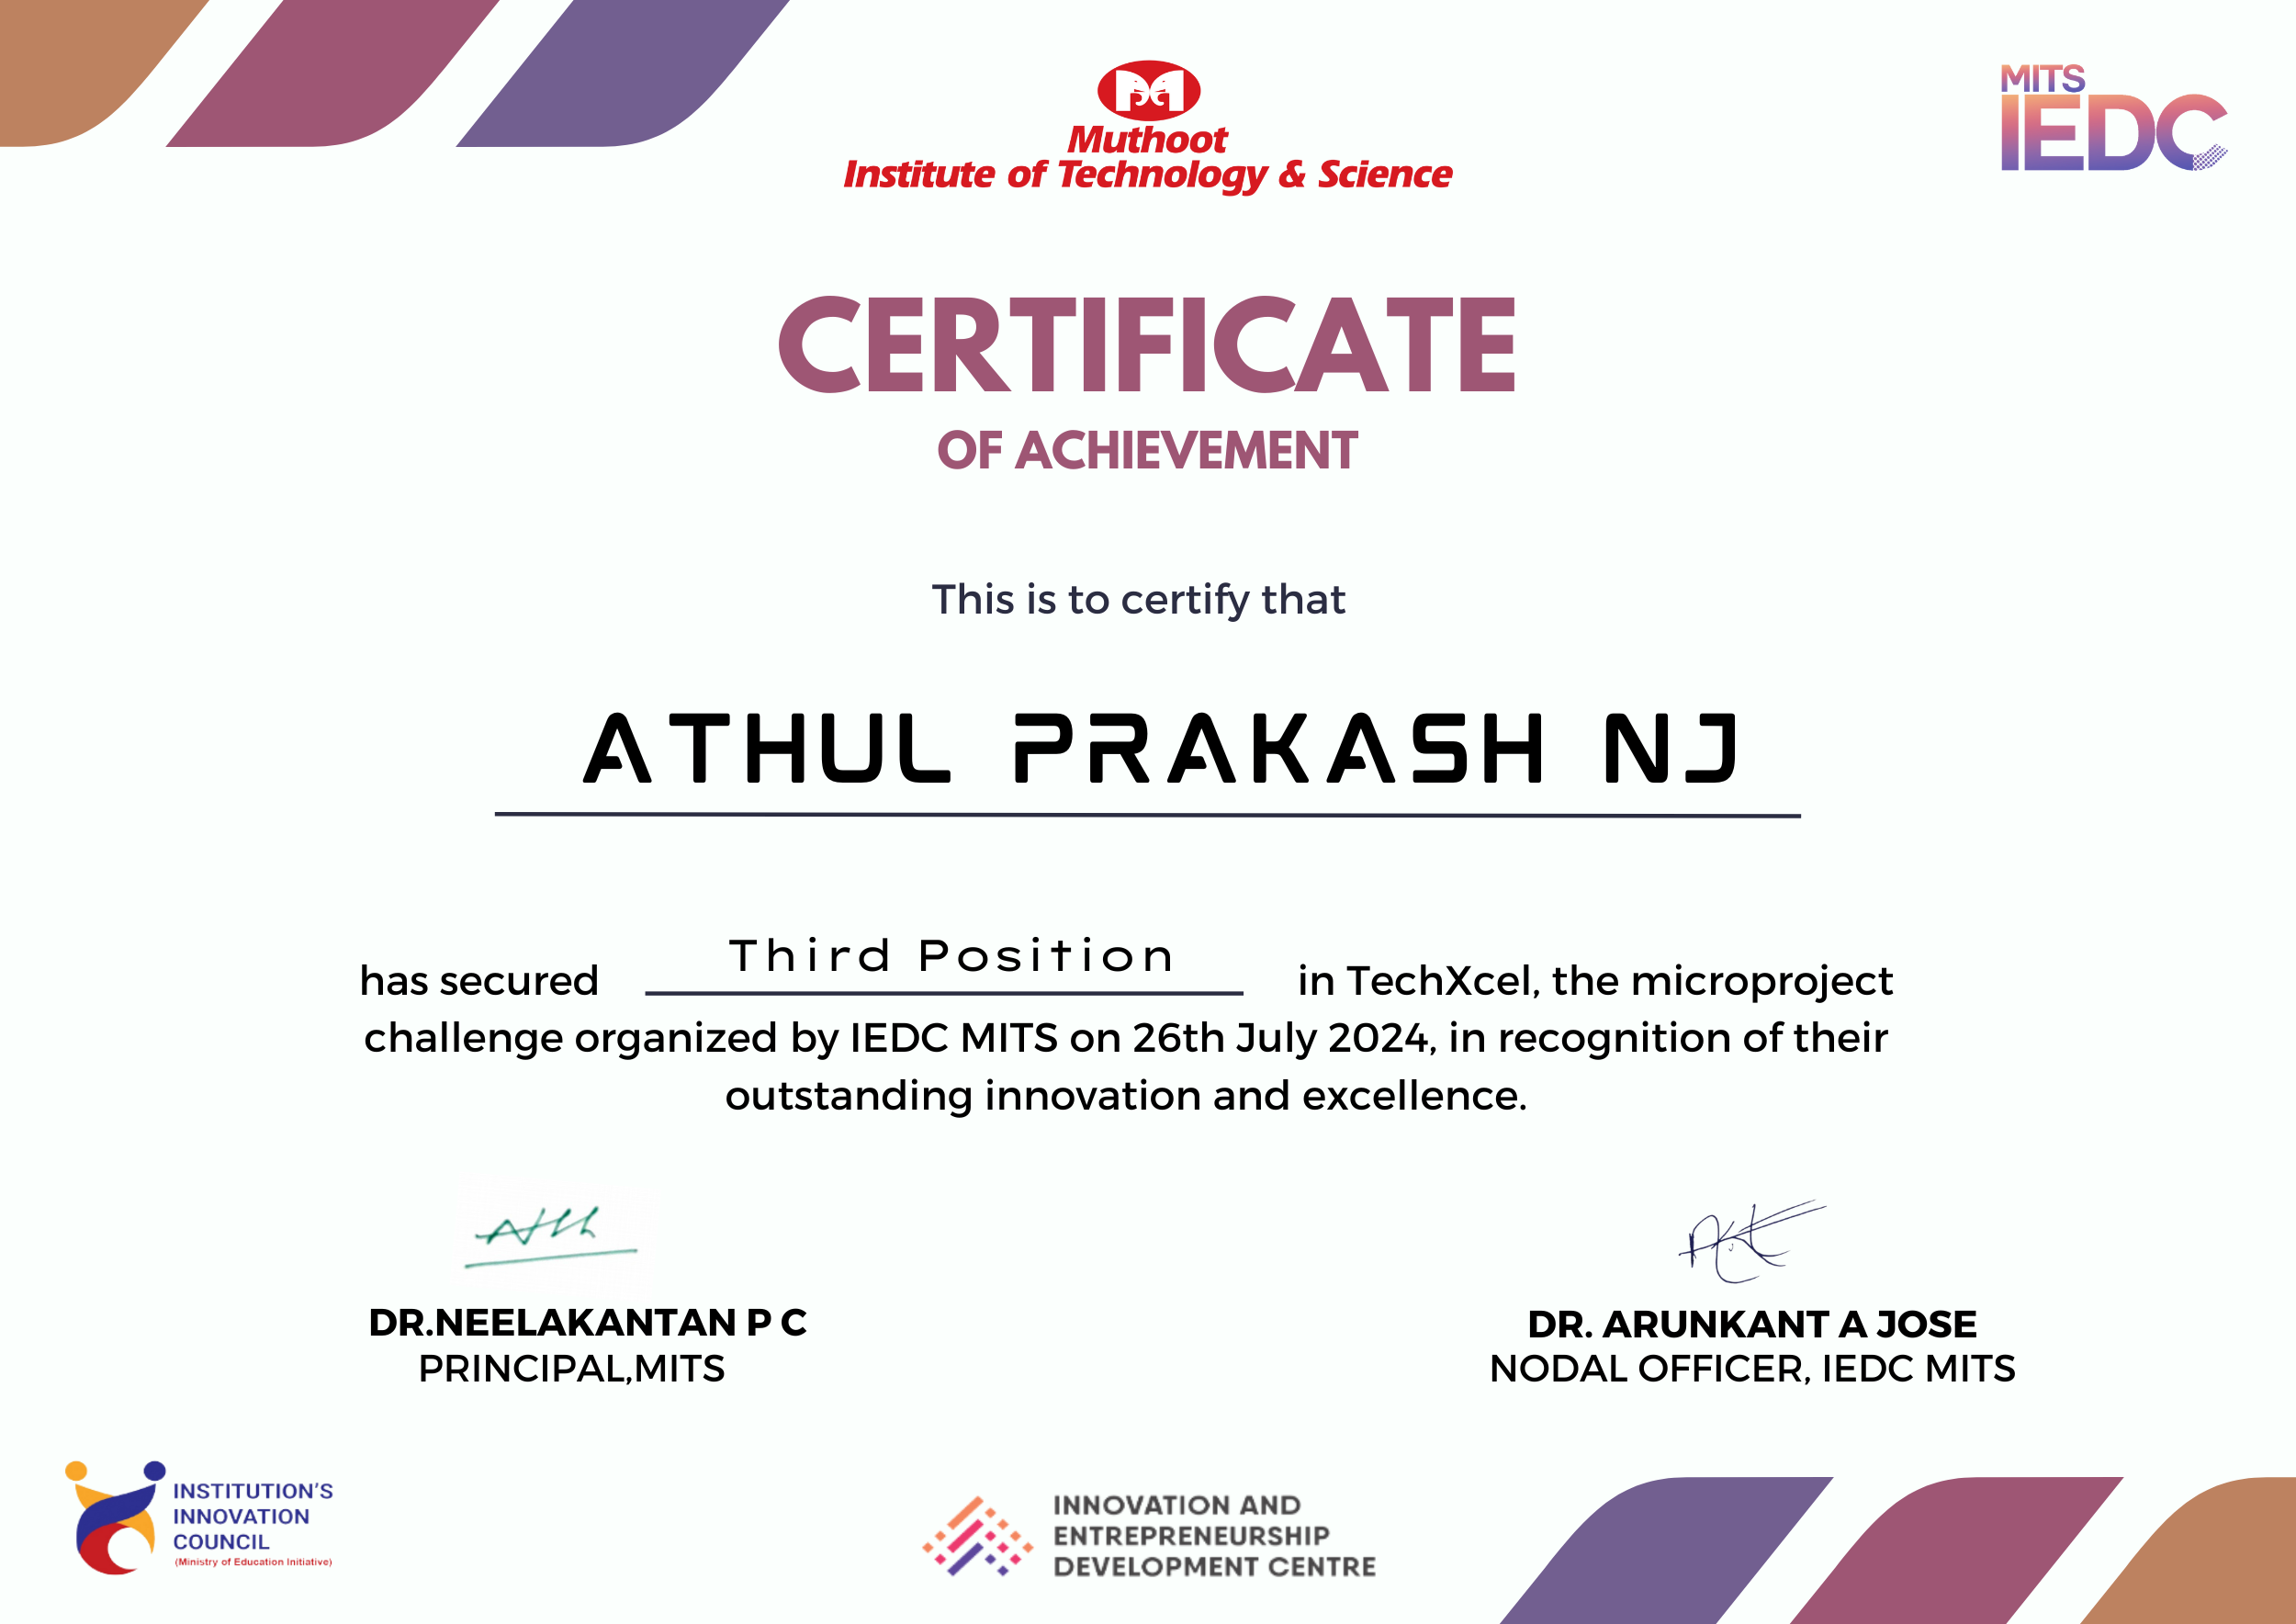 Muthoot
Institute of Technology & Science
MITS
IEDC
CERTIFICATE
OF ACHIEVEMENT
This is to certify that
ATHUL PRAKASH NJ
has secured Third Position in TechXcel, the microproject
challenge organized by IEDC MITS on 26th July 2024, in recognition of their
outstanding innovation and excellence.
DR.NEELAKANTAN P C
PRINCIPAL,MITS
DR. ARUNKANT A JOSE
NODAL OFFICER, IEDC MITS
INSTITUTION'S
INNOVATION
COUNCIL
(Ministry of Education Initiative)
INNOVATION AND
ENTREPRENEURSHIP
DEVELOPMENT CENTRE